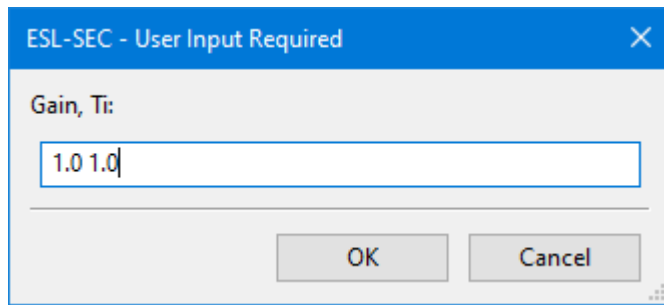 ESL-SEC - User Input Required
Gain, Ti:
1.0 1.0
OK
Cancel